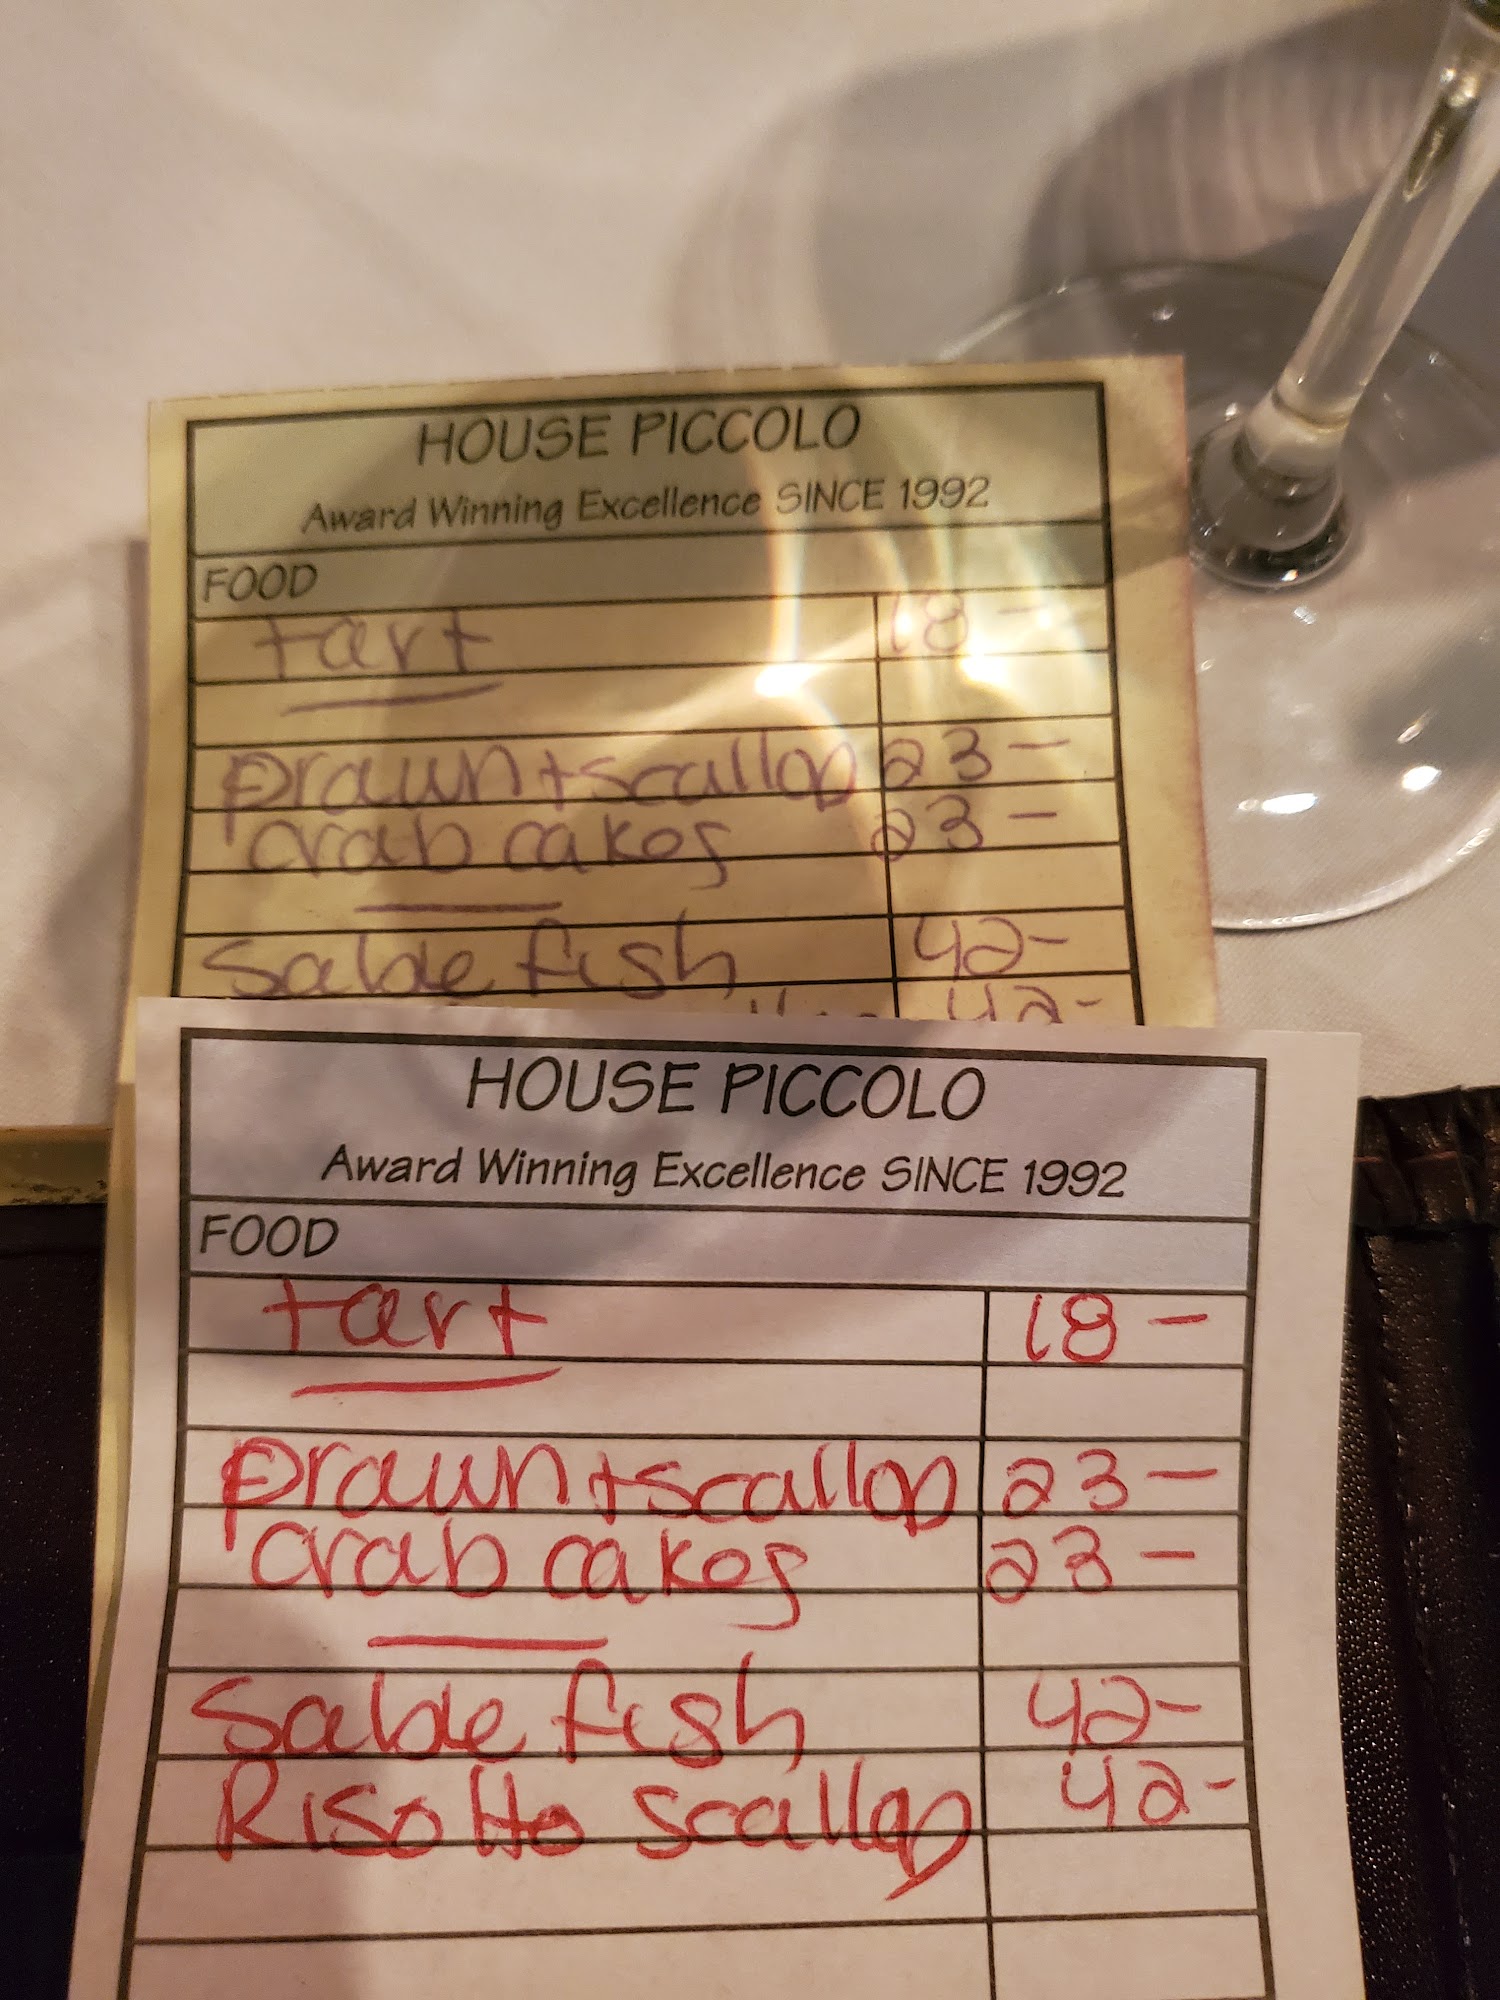 HOUSE PICCOLO
Award Winning Excellence SINCE 1992
FOOD
tart 18 -
prawn + scallop 23 -
crab cakes 23 -
Sable fish 42 -
42 -
HOUSE PICCOLO
Award Winning Excellence SINCE 1992
FOOD
tart 18 -
prawn + scallop 23 -
crab cakes 23 -
Sable fish 42 -
Risotto scallop 42 -